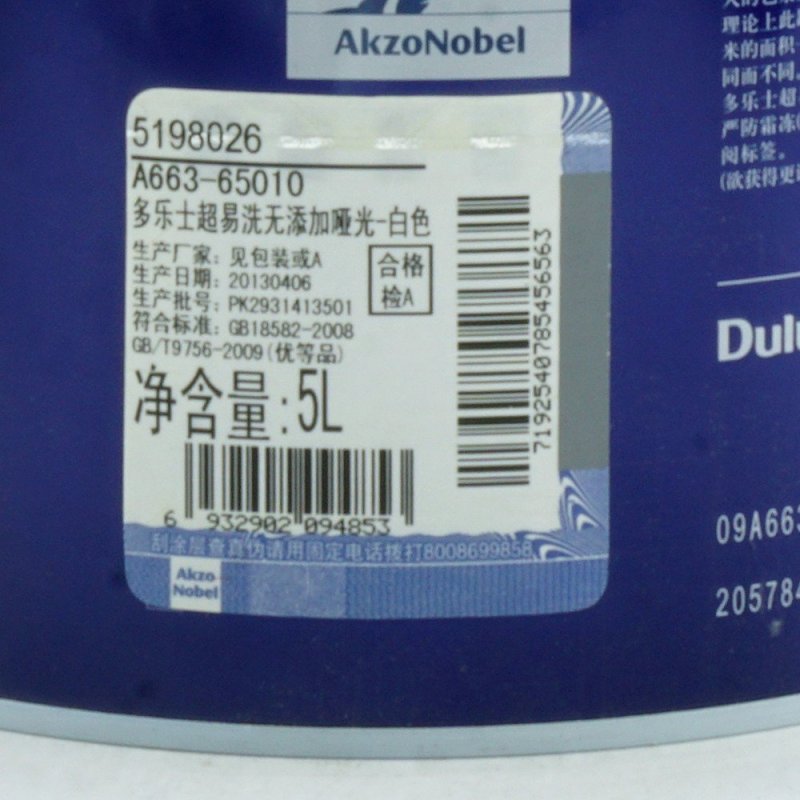 AkzoNobel
5198026
A663-65010
多乐士超易洗无添加哑光-白色
生产厂家：见包装或A
生产日期：20130406
生产批号：PK2931413501
符合标准：GB18582-2008
GB/T9756-2009(优等品)
合格
检A
净含量:5L
6 932902 094853
71925407785456563
刮涂层查真伪请用固定电话拨打8008699858
Akzo
Nobel
理论上此
来的面积
同而不同
多乐士超
严防霜冻
阅标签。
(欲获得更
Dulu
09A663
205784